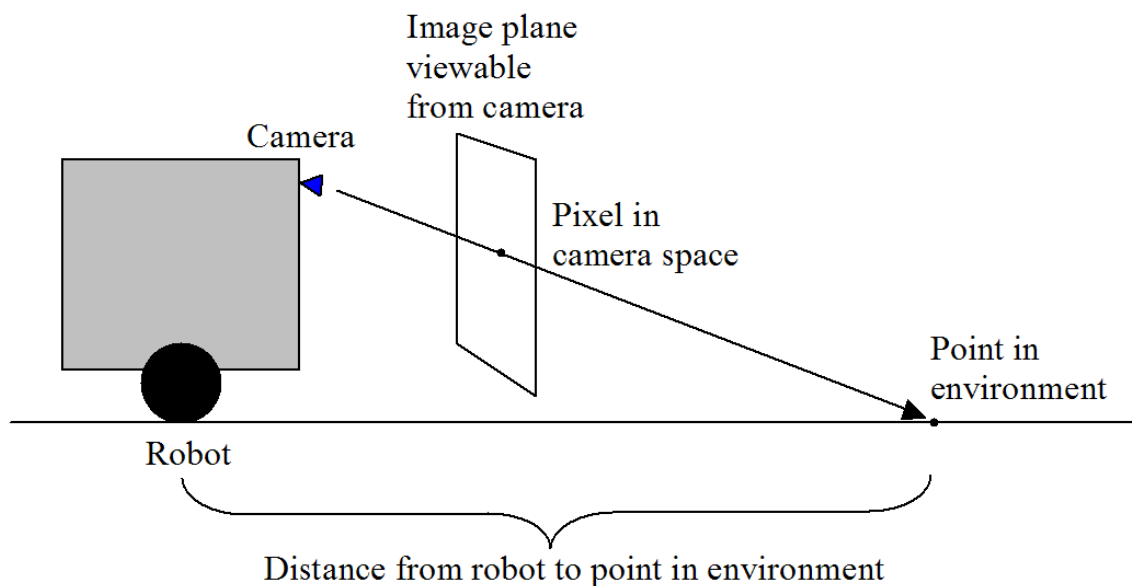 Image plane
viewable
from camera
Camera
Pixel in
camera space
Point in
environment
Robot
Distance from robot to point in environment